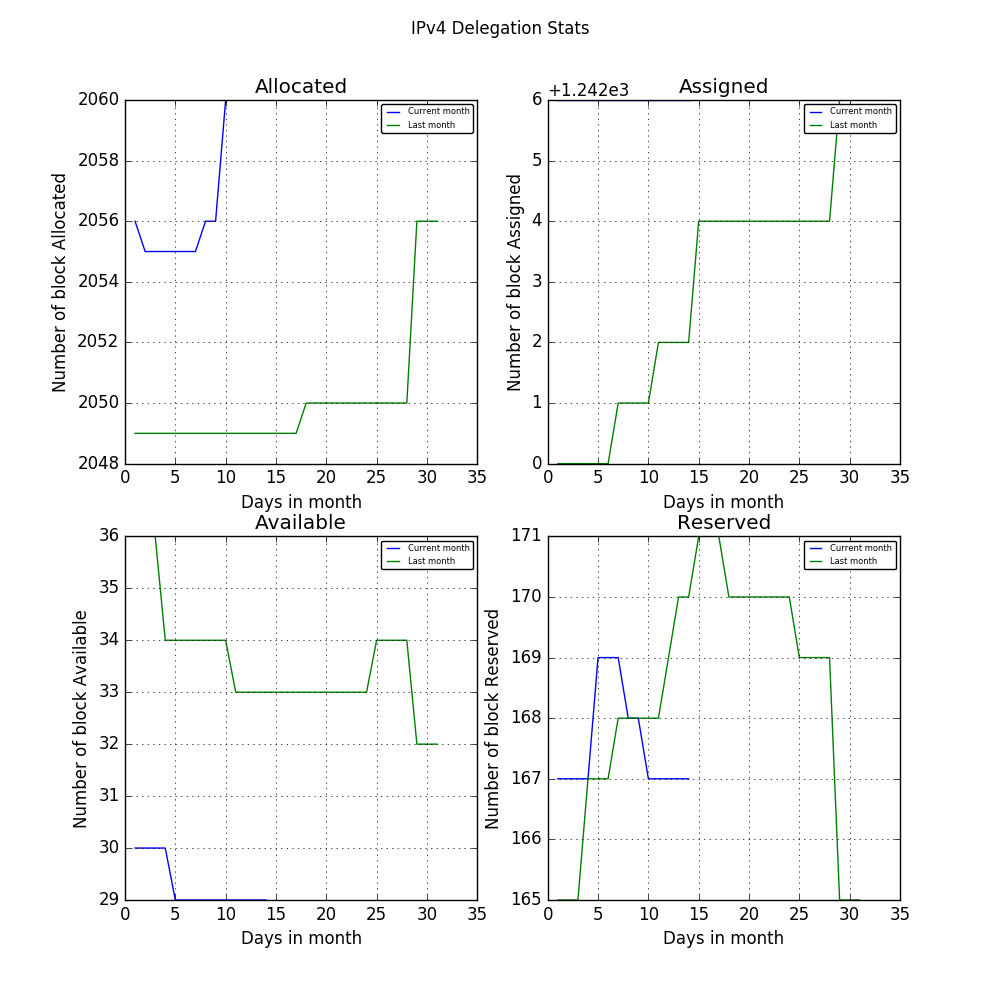 IPv4 Delegation Stats
Allocated
Number of block Allocated
2060
2058
2056
2054
2052
2050
2048
Current month
Last month
0 5 10 15 20 25 30 35
Days in month
+1.242e3
Assigned
Number of block Assigned
6
5
4
3
2
1
0
Current month
Last month
0 5 10 15 20 25 30 35
Days in month
Available
Number of block Available
36
35
34
33
32
31
30
29
Current month
Last month
0 5 10 15 20 25 30 35
Days in month
Reserved
Number of block Reserved
171
170
169
168
167
166
165
Current month
Last month
0 5 10 15 20 25 30 35
Days in month